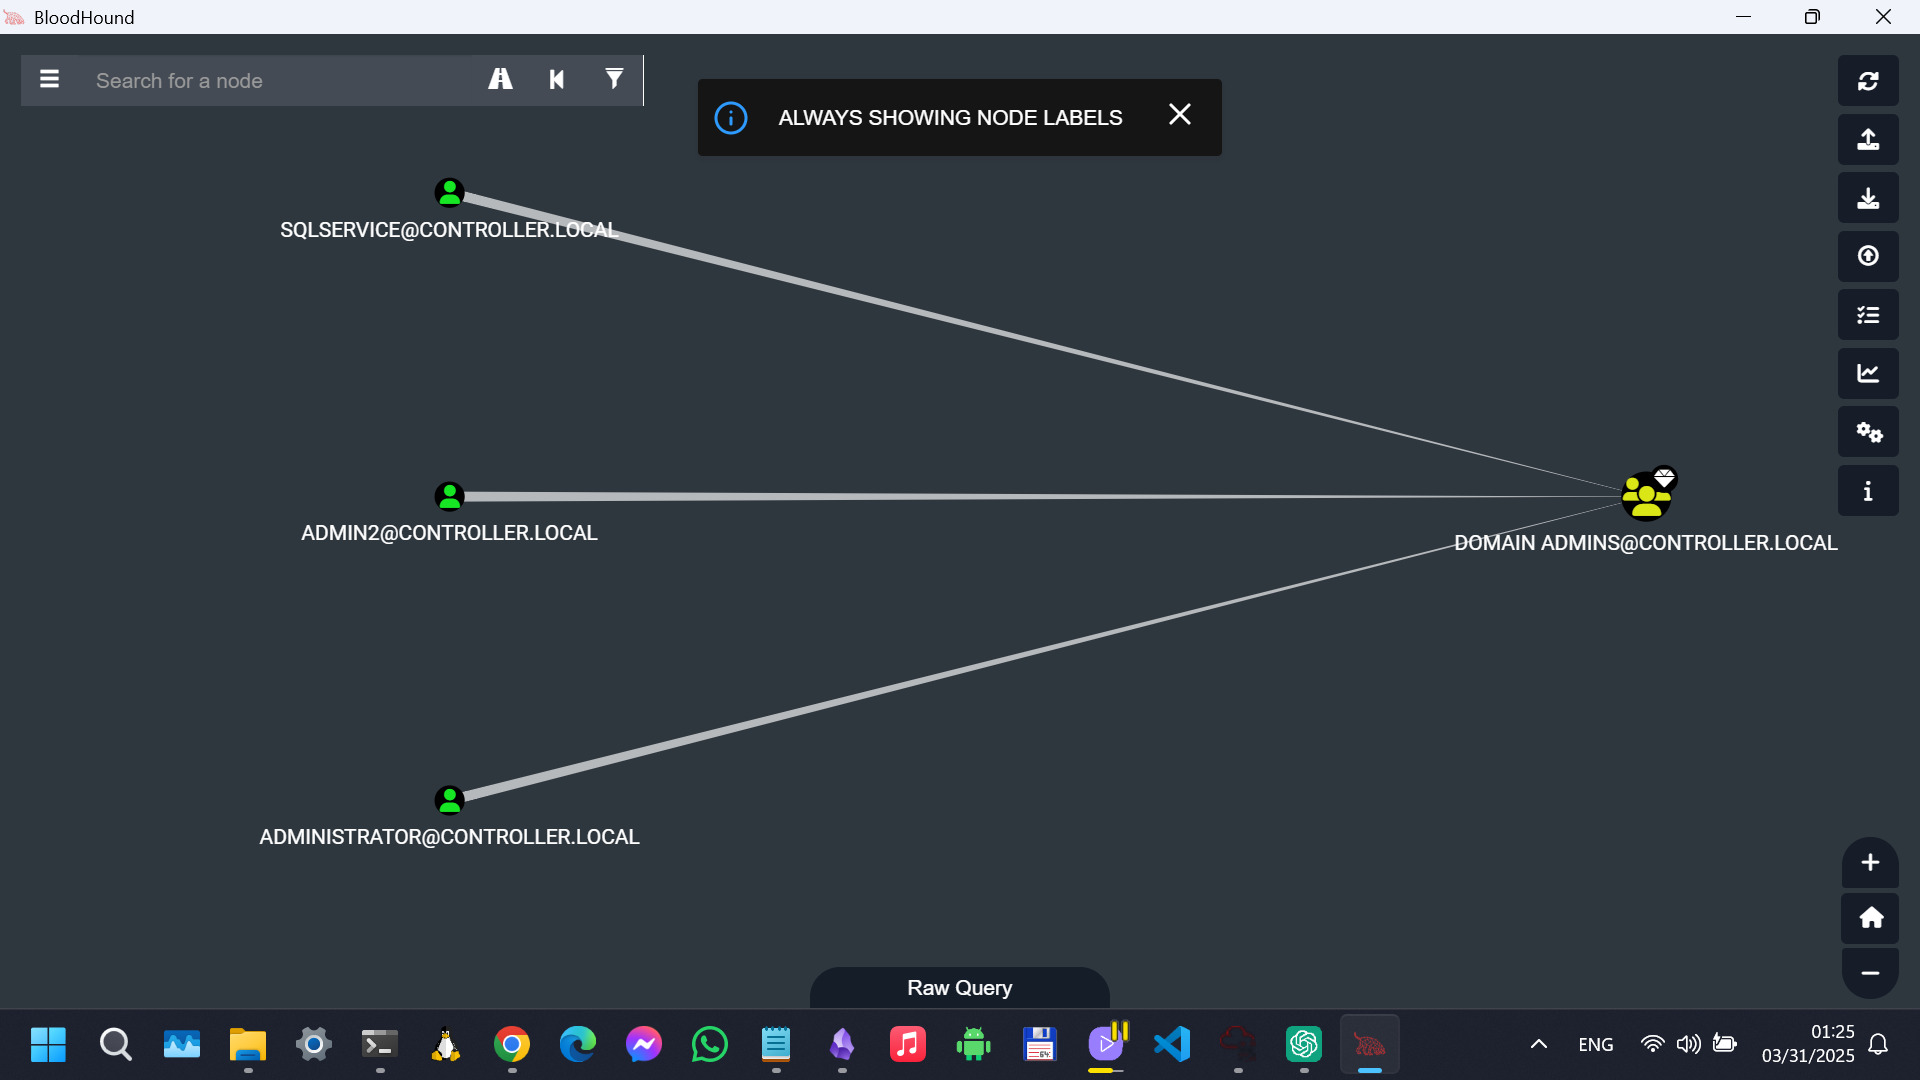 BloodHound
Search for a node
ALWAYS SHOWING NODE LABELS
SQLSERVICE@CONTROLLER.LOCAL
ADMIN2@CONTROLLER.LOCAL
DOMAIN ADMINS@CONTROLLER.LOCAL
ADMINISTRATOR@CONTROLLER.LOCAL
Raw Query
64
ENG
01:25
03/31/2025